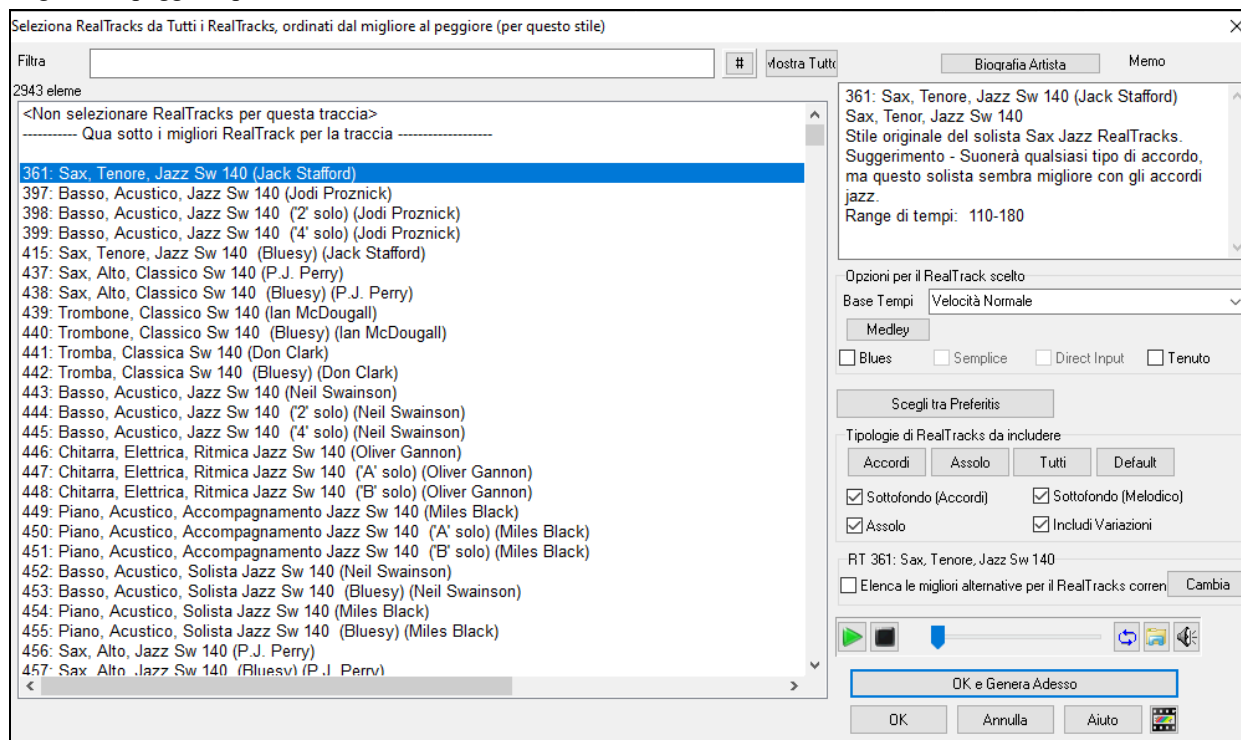 Seleziona RealTracks da Tutti i RealTracks, ordinati dal migliore al peggiore (per questo stile)
Filtra
#
Mostra Tutto
Biografia Artista
Memo
2943 eleme
<Non selezionare RealTracks per questa traccia>
----------- Qua sotto i migliori RealTrack per la traccia -------------------
361: Sax, Tenore, Jazz Sw 140 (Jack Stafford)
397: Basso, Acustico, Jazz Sw 140 (Jodi Proznick)
398: Basso, Acustico, Jazz Sw 140 ('2' solo) (Jodi Proznick)
399: Basso, Acustico, Jazz Sw 140 ('4' solo) (Jodi Proznick)
415: Sax, Tenore, Jazz Sw 140 (Bluesy) (Jack Stafford)
437: Sax, Alto, Classico Sw 140 (P.J. Perry)
438: Sax, Alto, Classico Sw 140 (Bluesy) (P.J. Perry)
439: Trombone, Classico Sw 140 (Ian McDougall)
440: Trombone, Classico Sw 140 (Bluesy) (Ian McDougall)
441: Tromba, Classica Sw 140 (Don Clark)
442: Tromba, Classica Sw 140 (Bluesy) (Don Clark)
443: Basso, Acustico, Jazz Sw 140 (Neil Swainson)
444: Basso, Acustico, Jazz Sw 140 ('2' solo) (Neil Swainson)
445: Basso, Acustico, Jazz Sw 140 ('4' solo) (Neil Swainson)
446: Chitarra, Elettrica, Ritmica Jazz Sw 140 (Oliver Gannon)
447: Chitarra, Elettrica, Ritmica Jazz Sw 140 ('A' solo) (Oliver Gannon)
448: Chitarra, Elettrica, Ritmica Jazz Sw 140 ('B' solo) (Oliver Gannon)
449: Piano, Acustico, Accompagnamento Jazz Sw 140 (Miles Black)
450: Piano, Acustico, Accompagnamento Jazz Sw 140 ('A' solo) (Miles Black)
451: Piano, Acustico, Accompagnamento Jazz Sw 140 ('B' solo) (Miles Black)
452: Basso, Acustico, Solista Jazz Sw 140 (Neil Swainson)
453: Basso, Acustico, Solista Jazz Sw 140 (Bluesy) (Neil Swainson)
454: Piano, Acustico, Solista Jazz Sw 140 (Miles Black)
455: Piano, Acustico, Solista Jazz Sw 140 (Bluesy) (Miles Black)
456: Sax, Alto, Jazz Sw 140 (P.J. Perry)
457: Sax, Alto, Jazz Sw 140 (Bluesy) (P.J. Perry)
361: Sax, Tenore, Jazz Sw 140 (Jack Stafford)
Sax, Tenor, Jazz Sw 140
Stile originale del solista Sax Jazz RealTracks.
Suggerimento - Suonerà qualsiasi tipo di accordo,
ma questo solista sembra migliore con gli accordi
jazz.
Range di tempi: 110-180
Opzioni per il RealTrack scelto
Base Tempi
Velocità Normale
Medley
Blues
Semplice
Direct Input
Tenuto
Scegli tra Preferitis
Tipologie di RealTracks da includere
Accordi
Assolo
Tutti
Default
Sottofondo (Accordi)
Sottofondo (Melodico)
Assolo
Includi Variazioni
RT 361: Sax, Tenore, Jazz Sw 140
Elenca le migliori alternative per il RealTracks corren
Cambia
OK e Genera Adesso
OK
Annulla
Aiuto